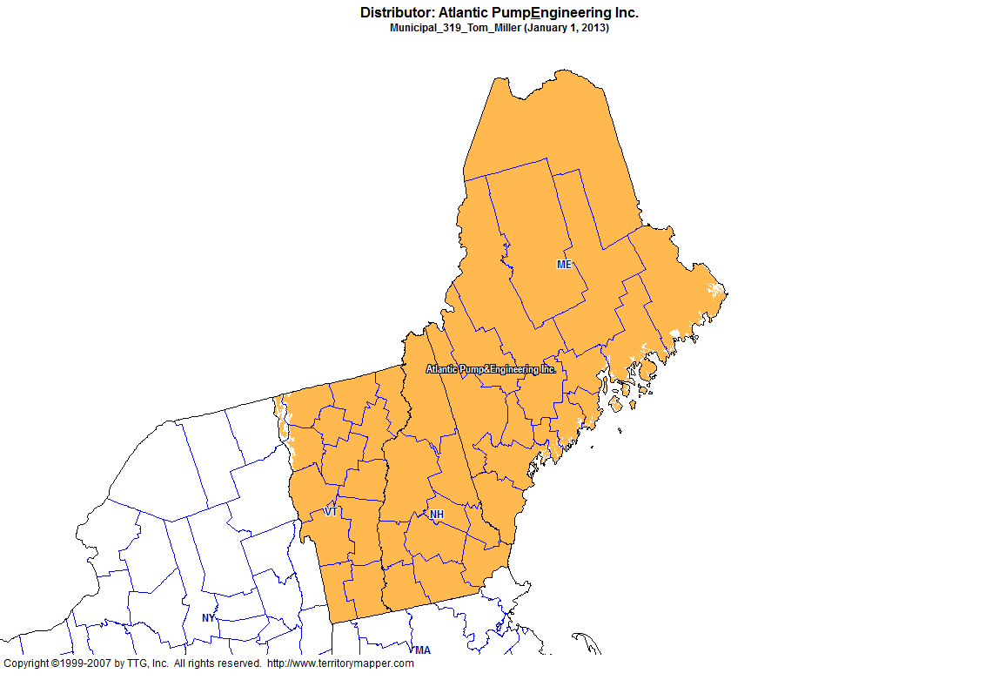 Distributor: Atlantic PumpEngineering Inc.
Municipal_319_Tom_Miller (January 1, 2013)
ME
Atlantic Pump&Engineering Inc.
VT
NH
NY
MA
Copyright ©1999-2007 by TTG, Inc. All rights reserved. http://www.territorymapper.com